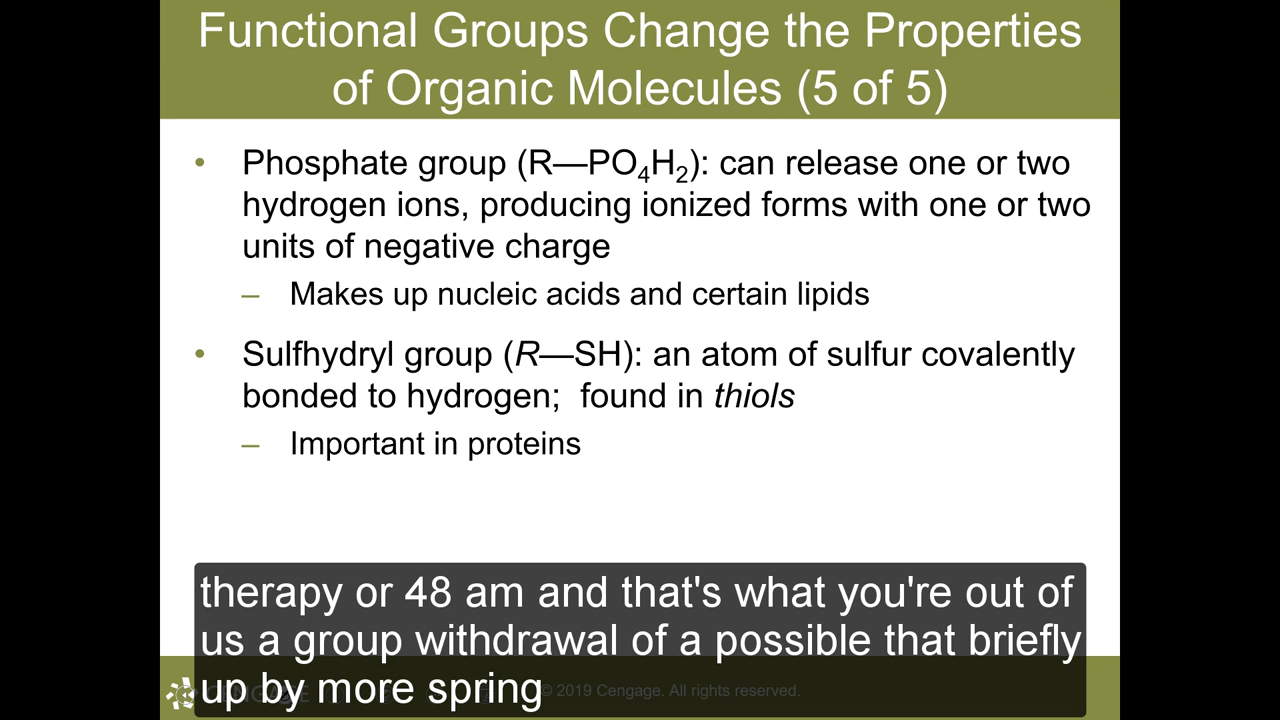 Functional Groups Change the Properties
of Organic Molecules (5 of 5)
• Phosphate group (R—PO₄H₂): can release one or two
hydrogen ions, producing ionized forms with one or two
units of negative charge
– Makes up nucleic acids and certain lipids
• Sulfhydryl group (R—SH): an atom of sulfur covalently
bonded to hydrogen;  found in thiols
– Important in proteins
therapy or 48 am and that's what you're out of
us a group withdrawal of a possible that briefly
up by more spring
© 2019 Cengage. All rights reserved.